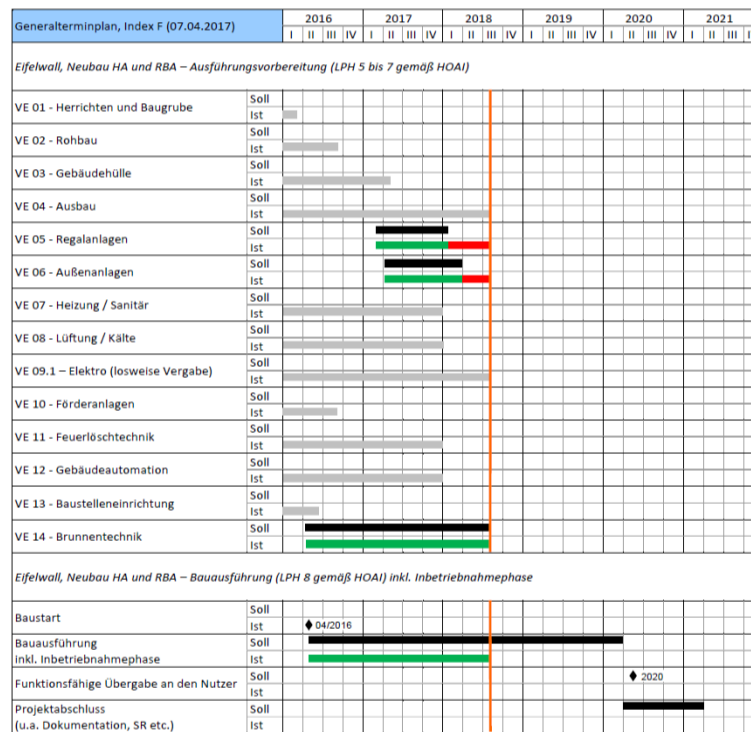 Generalterminplan, Index F (07.04.2017)
2016 2017 2018 2019 2020 2021
I II III IV I II III IV I II III IV I II III IV I II III IV I II III
Eifelwall, Neubau HA und RBA – Ausführungsvorbereitung (LPH 5 bis 7 gemäß HOAI)
VE 01 - Herrichten und Baugrube
Soll
Ist
VE 02 - Rohbau
Soll
Ist
VE 03 - Gebäudehülle
Soll
Ist
VE 04 - Ausbau
Soll
Ist
VE 05 - Regalanlagen
Soll
Ist
VE 06 - Außenanlagen
Soll
Ist
VE 07 - Heizung / Sanitär
Soll
Ist
VE 08 - Lüftung / Kälte
Soll
Ist
VE 09.1 – Elektro (losweise Vergabe)
Soll
Ist
VE 10 - Förderanlagen
Soll
Ist
VE 11 - Feuerlöschtechnik
Soll
Ist
VE 12 - Gebäudeautomation
Soll
Ist
VE 13 - Baustelleneinrichtung
Soll
Ist
VE 14 - Brunnentechnik
Soll
Ist
Eifelwall, Neubau HA und RBA – Bauausführung (LPH 8 gemäß HOAI) inkl. Inbetriebnahmephase
Baustart
Soll
Ist 04/2016
Bauausführung Soll
inkl. Inbetriebnahmephase Ist
Funktionsfähige Übergabe an den Nutzer
Soll 2020
Ist
Projektabschluss Soll
(u.a. Dokumentation, SR etc.) Ist